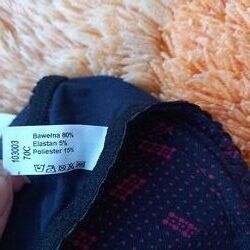 Bawełna 80%
Elastan 5%
Poliester 15%
103003
70C